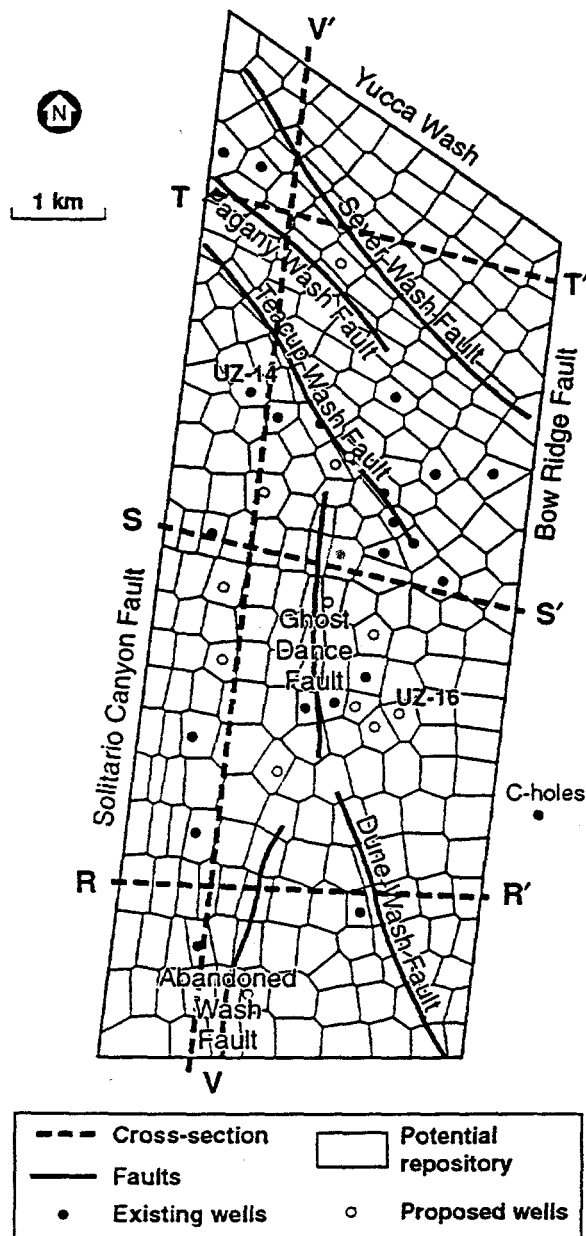 V'
Yucca Wash
N
1 km
T
T'
Sever Wash Fault
Pagany Wash Fault
Teacup Wash Fault
UZ-14
Bow Ridge Fault
S
S'
Ghost
Dance
Fault
UZ-16
Solitario Canyon Fault
C-holes
R
R'
Dune Wash Fault
Abandoned
Wash
Fault
V
Cross-section
Potential
repository
Faults
Existing wells
Proposed wells